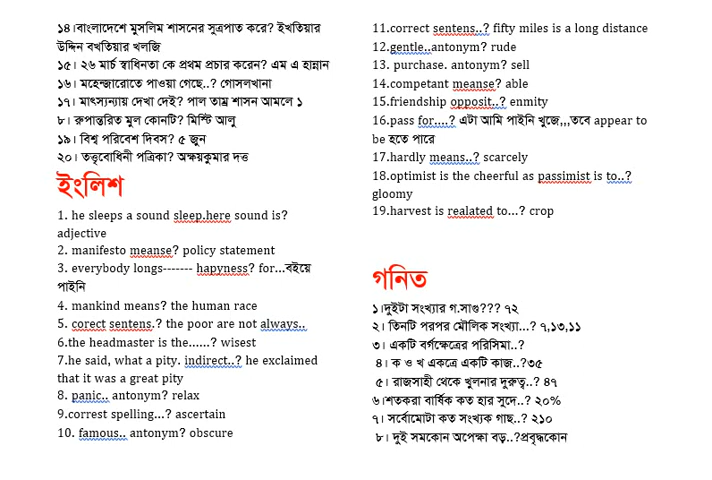 ১৪।বাংলাদেশে মুসলিম শাসনের সুত্রপাত করে? ইখতিয়ার
উদ্দিন বখতিয়ার খলজি
১৫। ২৬ মার্চ স্বাধিনতা কে প্রথম প্রচার করেন? এম এ হান্নান
১৬। মহেন্জারোতে পাওয়া গেছে..? গোসলখানা
১৭। মাৎস্যন্যায় দেখা দেই? পাল তাম্র শাসন আমলে ১
৮। রুপান্তরিত মুল কোনটি? মিস্টি আলু
১৯। বিশ্ব পরিবেশ দিবস? ৫ জুন
২০। তত্ত্ববোধিনী পত্রিকা? অক্ষয়কুমার দত্ত
ইংলিশ
1. he sleeps a sound sleep.here sound is?
adjective
2. manifesto meanse? policy statement
3. everybody longs------- hapyness? for...বইয়ে
পাইনি
4. mankind means? the human race
5. corect sentens.? the poor are not always..
6.the headmaster is the......? wisest
7.he said, what a pity. indirect..? he exclaimed
that it was a great pity
8. panic.. antonym? relax
9.correst spelling...? ascertain
10. famous.. antonym? obscure
11.correct sentens..? fifty miles is a long distance
12.gentle..antonym? rude
13. purchase. antonym? sell
14.competant meanse? able
15.friendship opposit..? enmity
16.pass for....? এটা আমি পাইনি খুজে,,,তবে appear to
be হতে পারে
17.hardly means..? scarcely
18.optimist is the cheerful as passimist is to..?
gloomy
19.harvest is realated to...? crop
গনিত
১।দুইটা সংখ্যার গ.সাগু??? ৭২
২। তিনটি পরপর মৌলিক সংখ্যা...? ৭,১৩,১১
৩। একটি বর্গক্ষেত্রের পরিসিমা..?
৪। ক ও খ একত্রে একটি কাজ..?৩৫
৫। রাজসাহী থেকে খুলনার দুরুত্ব..? ৪৭
৬।শতকরা বার্ষিক কত হার সুদে..? ২০%
৭। সর্বোমোটা কত সংখ্যক গাছ..? ২১০
৮। দুই সমকোন অপেক্ষা বড়..?প্রবৃদ্ধকোন